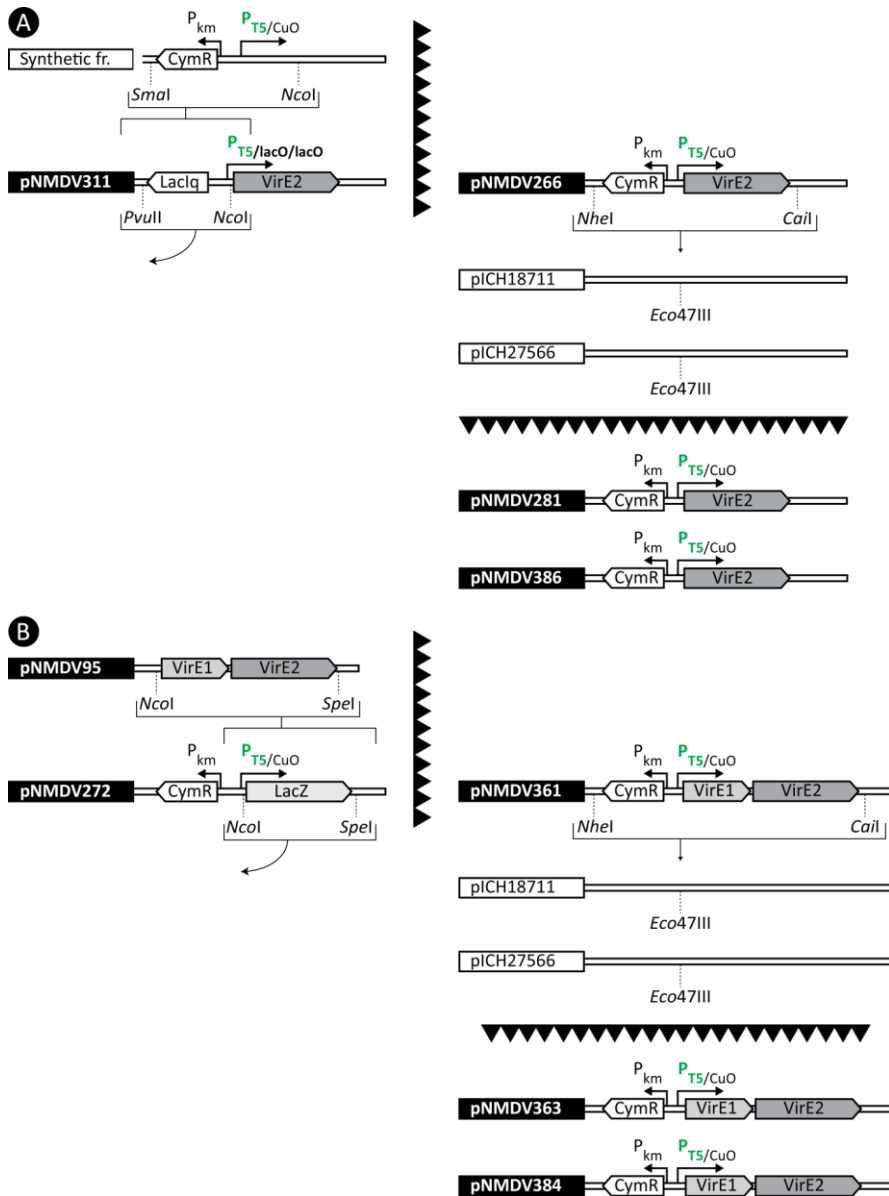 A
P km P T5/CuO
Synthetic fr. CymR
SmaI NcoI
P T5/lacO/lacO
pNMDV311 LacIq VirE2
PvuII NcoI
P km P T5/CuO
pNMDV266 CymR VirE2
NheI CaiI
pICH18711
Eco47III
pICH27566
Eco47III
P km P T5/CuO
pNMDV281 CymR VirE2
P km P T5/CuO
pNMDV386 CymR VirE2
B
pNMDV95 VirE1 VirE2
NcoI SpeI
P km P T5/CuO
pNMDV272 CymR LacZ
NcoI SpeI
P km P T5/CuO
pNMDV361 CymR VirE1 VirE2
NheI CaiI
pICH18711
Eco47III
pICH27566
Eco47III
P km P T5/CuO
pNMDV363 CymR VirE1 VirE2
P km P T5/CuO
pNMDV384 CymR VirE1 VirE2